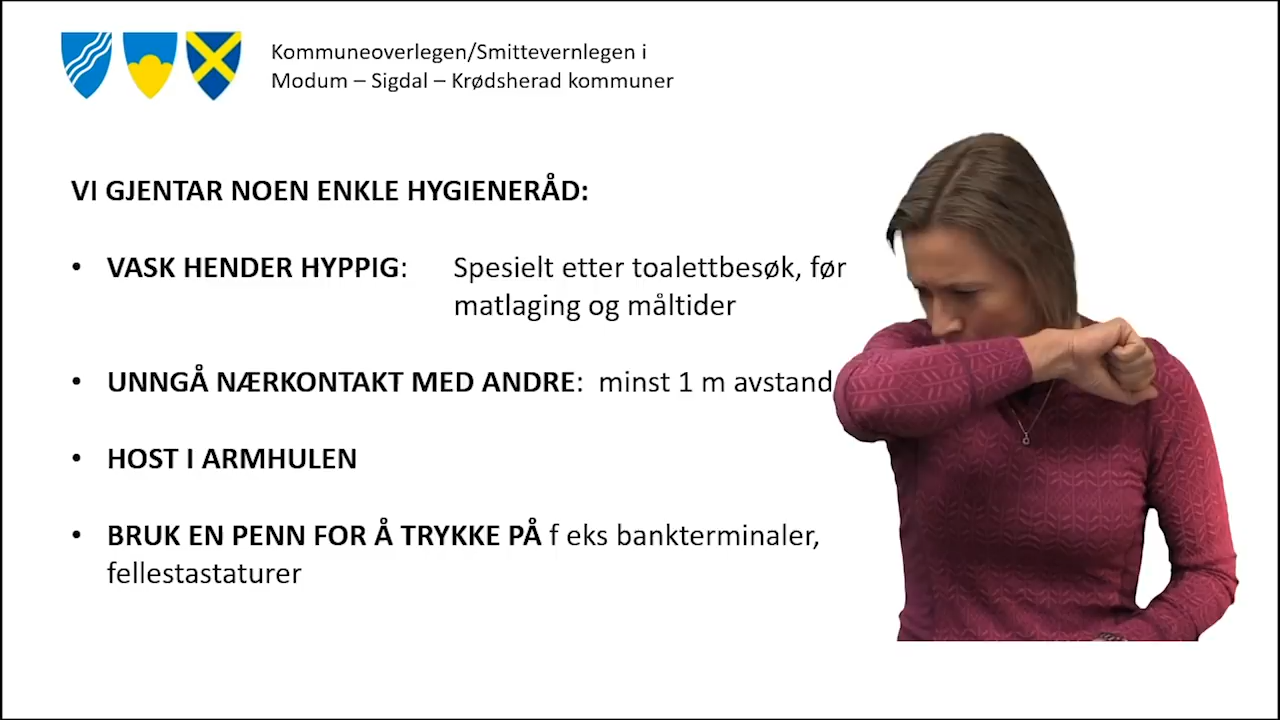 Kommuneoverlegen/Smittevernlegen i
Modum – Sigdal – Krødsherad kommuner
VI GJENTAR NOEN ENKLE HYGIENERÅD:
• VASK HENDER HYPPIG: Spesielt etter toalettbesøk, før
matlaging og måltider
• UNNGÅ NÆRKONTAKT MED ANDRE: minst 1 m avstand
• HOST I ARMHULEN
• BRUK EN PENN FOR Å TRYKKE PÅ f eks bankterminaler,
fellestastaturer